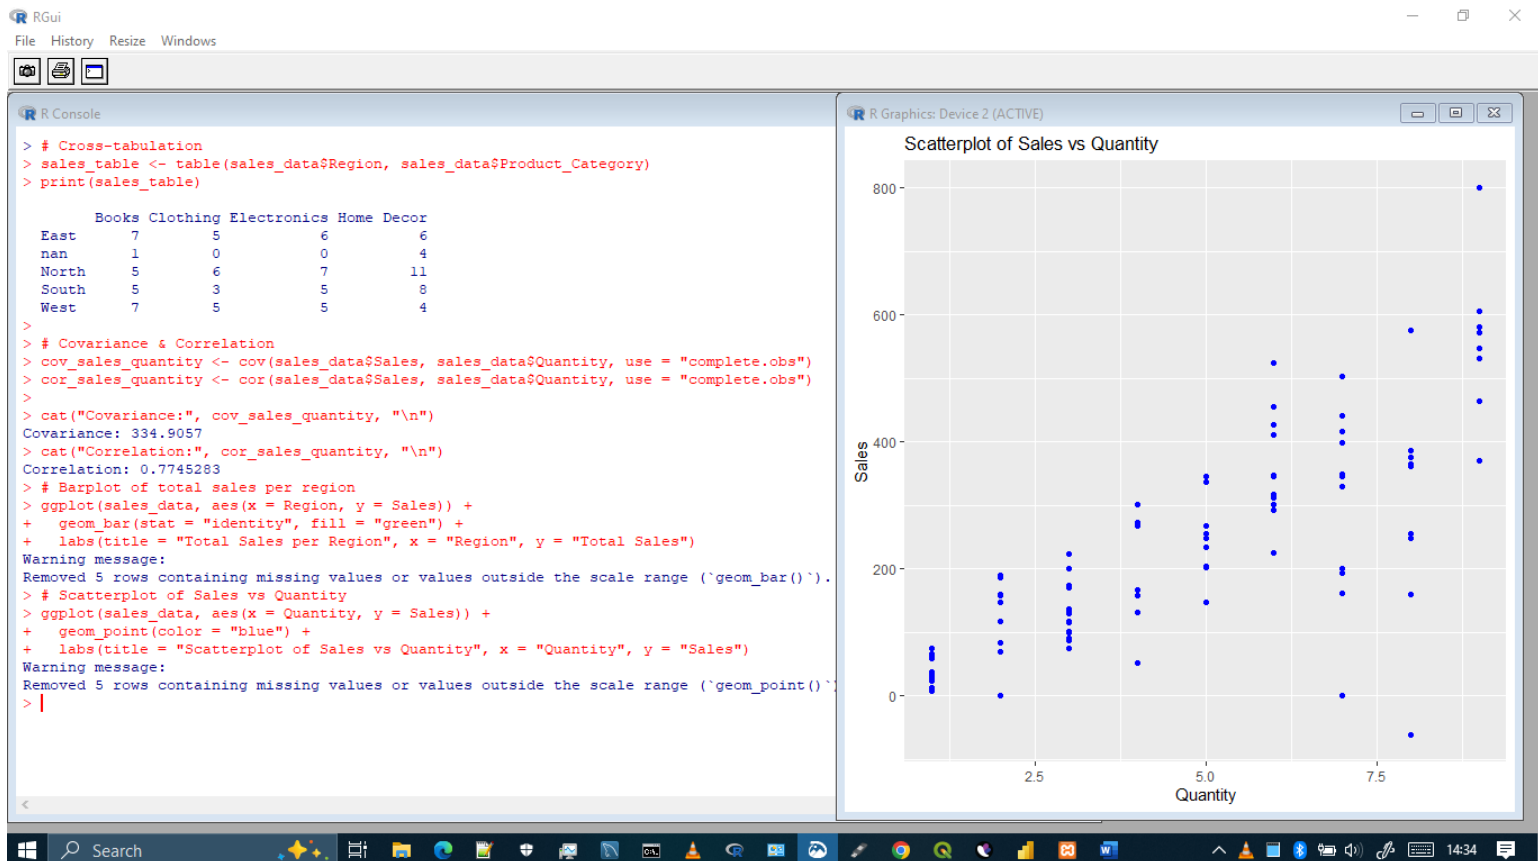 RGui
File History Resize Windows
R Console
> # Cross-tabulation
> sales_table <- table(sales_data$Region, sales_data$Product_Category)
> print(sales_table)
Books Clothing Electronics Home Decor
East 7 5 6 6
nan 1 0 0 4
North 5 6 7 11
South 5 3 5 8
West 7 5 5 4
>
> # Covariance & Correlation
> cov_sales_quantity <- cov(sales_data$Sales, sales_data$Quantity, use = "complete.obs")
> cor_sales_quantity <- cor(sales_data$Sales, sales_data$Quantity, use = "complete.obs")
>
> cat("Covariance:", cov_sales_quantity, "\n")
Covariance: 334.9057
> cat("Correlation:", cor_sales_quantity, "\n")
Correlation: 0.7745283
> # Barplot of total sales per region
> ggplot(sales_data, aes(x = Region, y = Sales)) +
+ geom_bar(stat = "identity", fill = "green") +
+ labs(title = "Total Sales per Region", x = "Region", y = "Total Sales")
Warning message:
Removed 5 rows containing missing values or values outside the scale range (`geom_bar()`).
> # Scatterplot of Sales vs Quantity
> ggplot(sales_data, aes(x = Quantity, y = Sales)) +
+ geom_point(color = "blue") +
+ labs(title = "Scatterplot of Sales vs Quantity", x = "Quantity", y = "Sales")
Warning message:
Removed 5 rows containing missing values or values outside the scale range (`geom_point()`)
>
R Graphics: Device 2 (ACTIVE)
Scatterplot of Sales vs Quantity
800
600
400
200
0
Sales
2.5 5.0 7.5
Quantity
Search
14:34